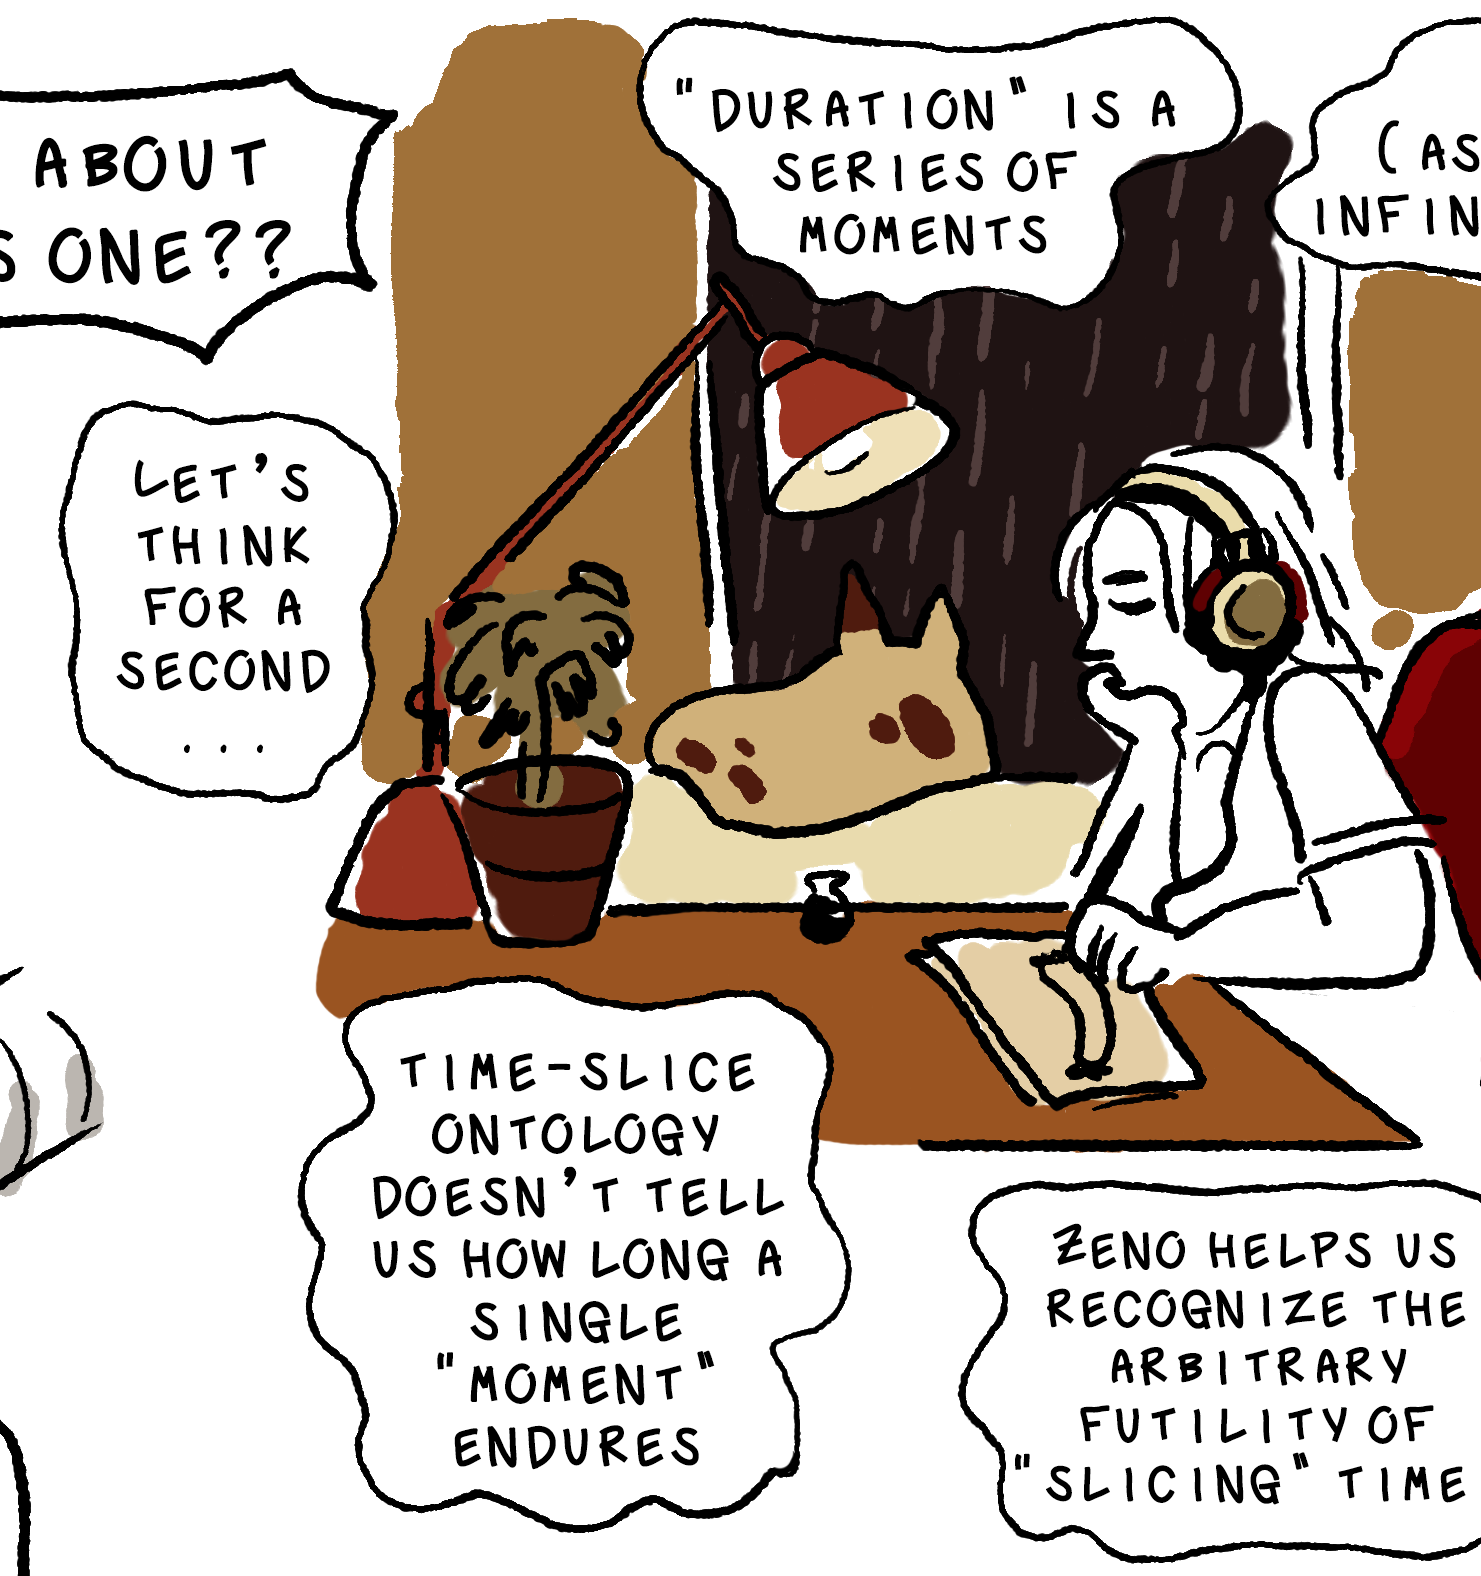 ABOUT
S ONE??
"DURATION" IS A
SERIES OF
MOMENTS
(AS
INFIN
LET'S
THINK
FOR A
SECOND
...
TIME-SLICE
ONTOLOGY
DOESN'T TELL
US HOW LONG A
SINGLE
"MOMENT"
ENDURES
ZENO HELPS US
RECOGNIZE THE
ARBITRARY
FUTILITY OF
"SLICING" TIME